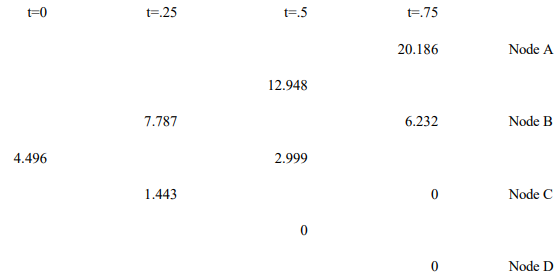 t=0 t=.25 t=.5 t=.75
20.186 Node A
12.948
7.787 6.232 Node B
4.496 2.999
1.443 0 Node C
0
0 Node D